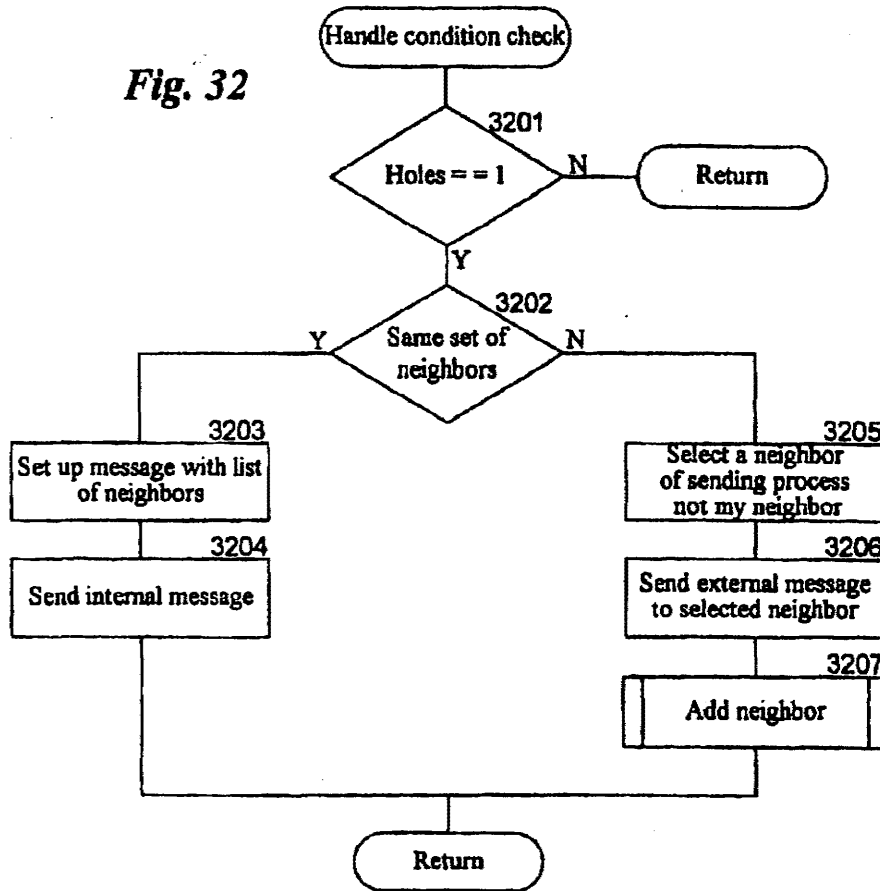 Handle condition check
Fig. 32
3201
Holes = = 1
N
Return
Y
3202
Y
Same set of
neighbors
N
3203
Set up message with list
of neighbors
3204
Send internal message
3205
Select a neighbor
of sending process
not my neighbor
3206
Send external message
to selected neighbor
3207
Add neighbor
Return